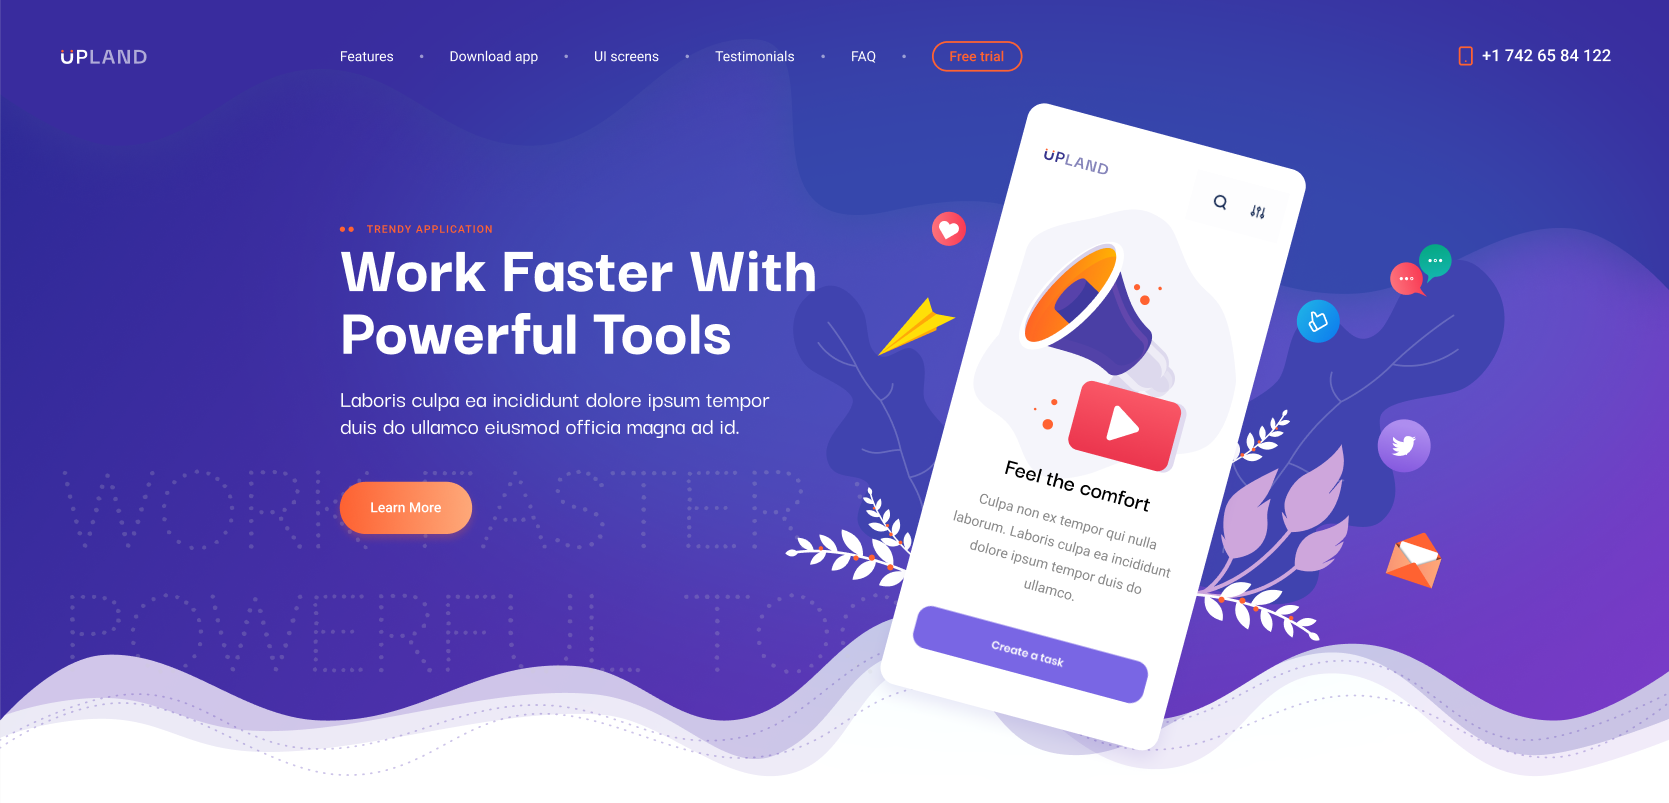 UPLAND
Features
Download app
UI screens
Testimonials
FAQ
Free trial
+1 742 65 84 122
TRENDY APPLICATION
Work Faster With
Powerful Tools
Laboris culpa ea incididunt dolore ipsum tempor
duis do ullamco eiusmod officia magna ad id.
Learn More
WORK FASTER
POWERFUL TO
UPLAND
Feel the comfort
Culpa non ex tempor qui nulla
laborum. Laboris culpa ea incididunt
dolore ipsum tempor duis do
ullamco.
Create a task